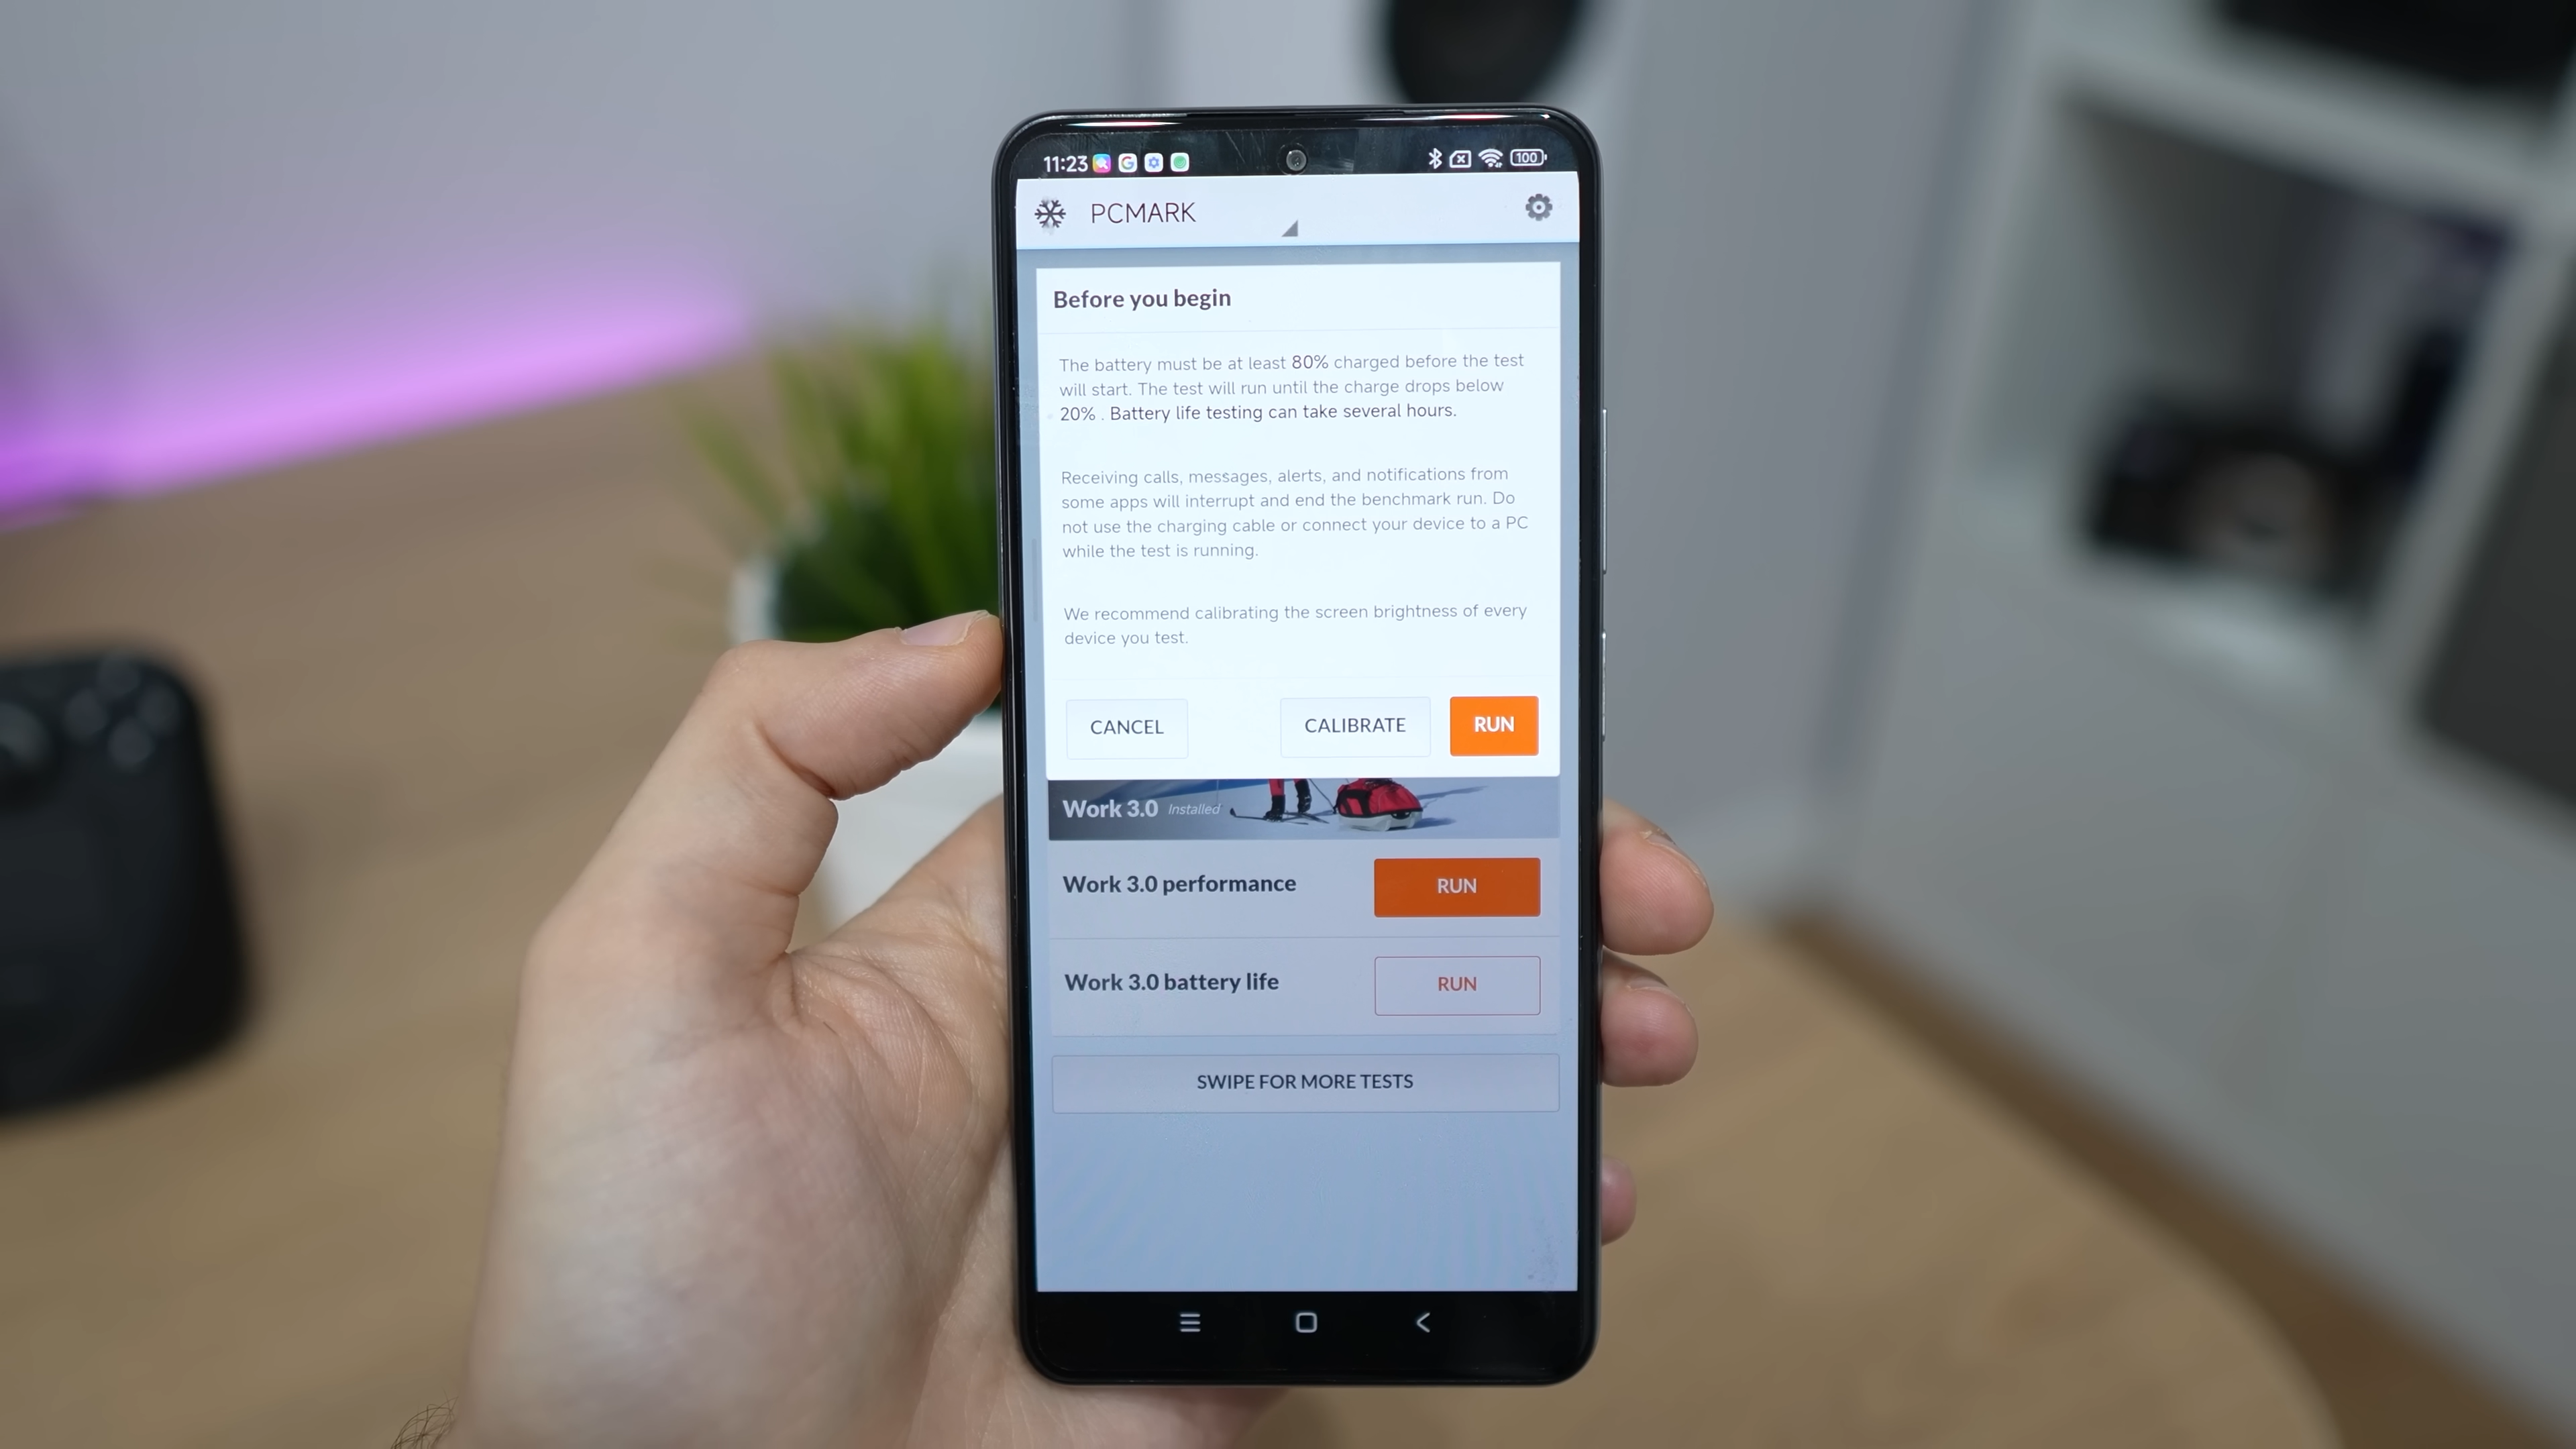 11:23
100
PCMARK
Before you begin
The battery must be at least 80% charged before the test
will start. The test will run until the charge drops below
20% . Battery life testing can take several hours.
Receiving calls, messages, alerts, and notifications from
some apps will interrupt and end the benchmark run. Do
not use the charging cable or connect your device to a PC
while the test is running.
We recommend calibrating the screen brightness of every
device you test.
CANCEL CALIBRATE RUN
Work 3.0 Installed
Work 3.0 performance RUN
Work 3.0 battery life RUN
SWIPE FOR MORE TESTS